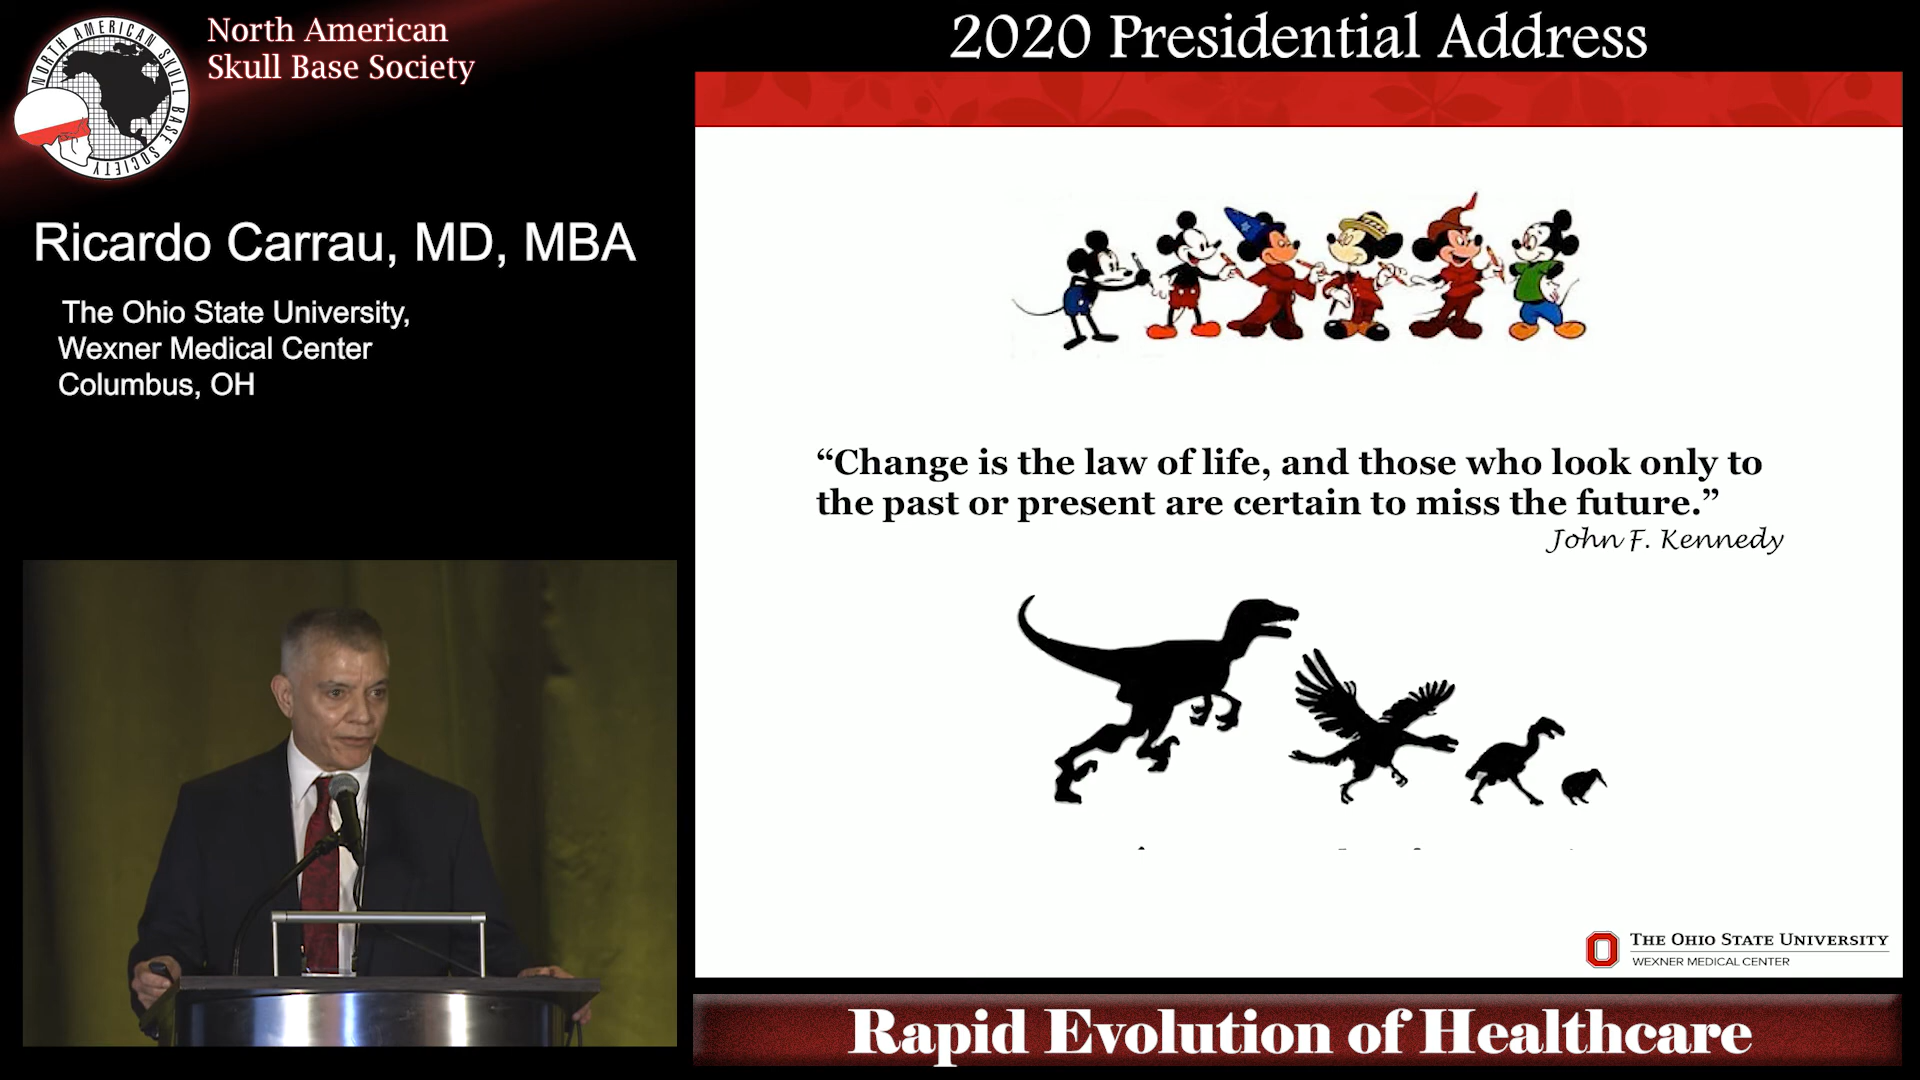 NORTH AMERICAN SKULL BASE SOCIETY
North American
Skull Base Society
2020 Presidential Address
Ricardo Carrau, MD, MBA
The Ohio State University,
Wexner Medical Center
Columbus, OH
“Change is the law of life, and those who look only to
the past or present are certain to miss the future.”
John F. Kennedy
THE OHIO STATE UNIVERSITY
WEXNER MEDICAL CENTER
Rapid Evolution of Healthcare